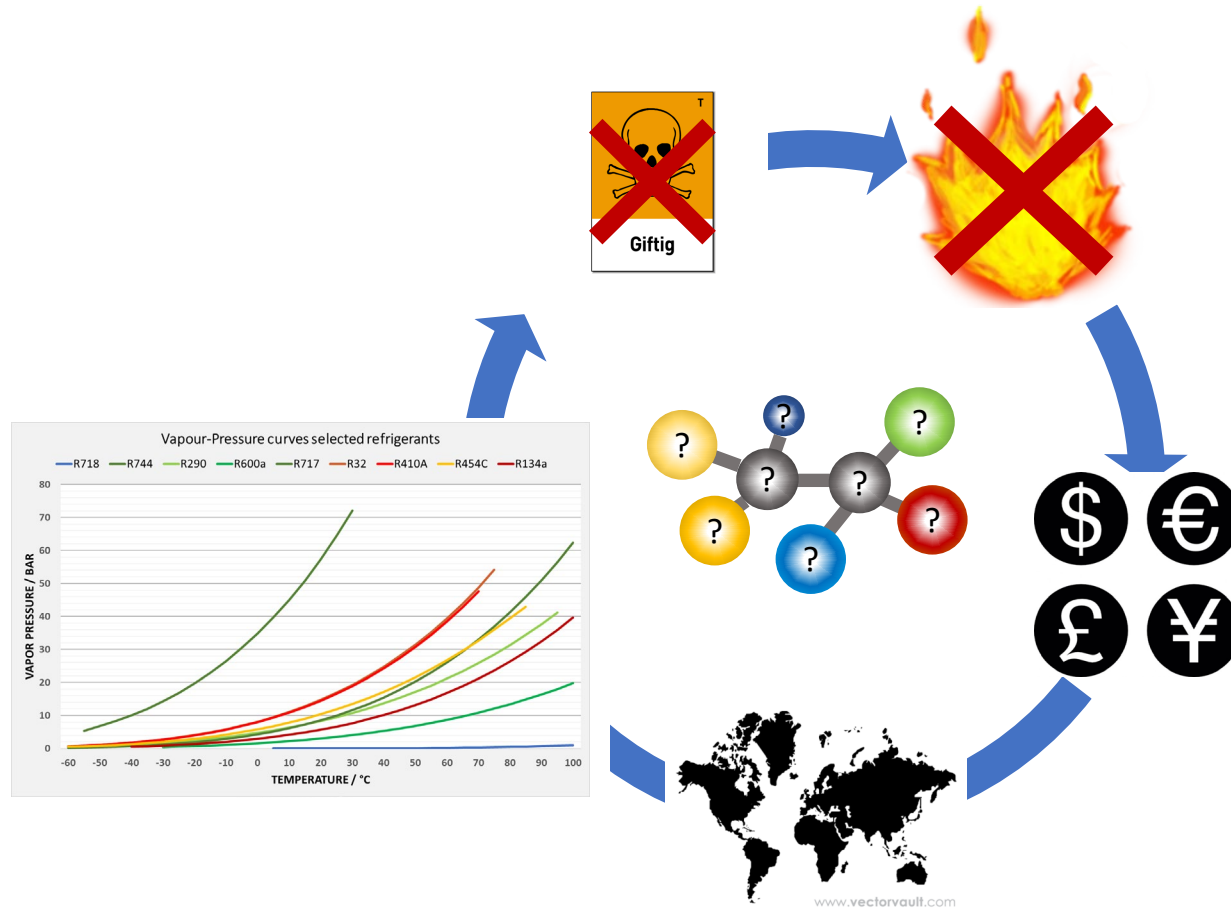 T
Giftig
Vapour-Pressure curves selected refrigerants
R718 R744 R290 R600a R717 R32 R410A R454C R134a
80
70
60
50
40
30
20
10
0
VAPOR PRESSURE / BAR
-60 -50 -40 -30 -20 -10 0 10 20 30 40 50 60 70 80 90 100
TEMPERATURE / °C
? ? ?
? ?
? ? ?
$ €
£ ¥
www.vectorvault.com